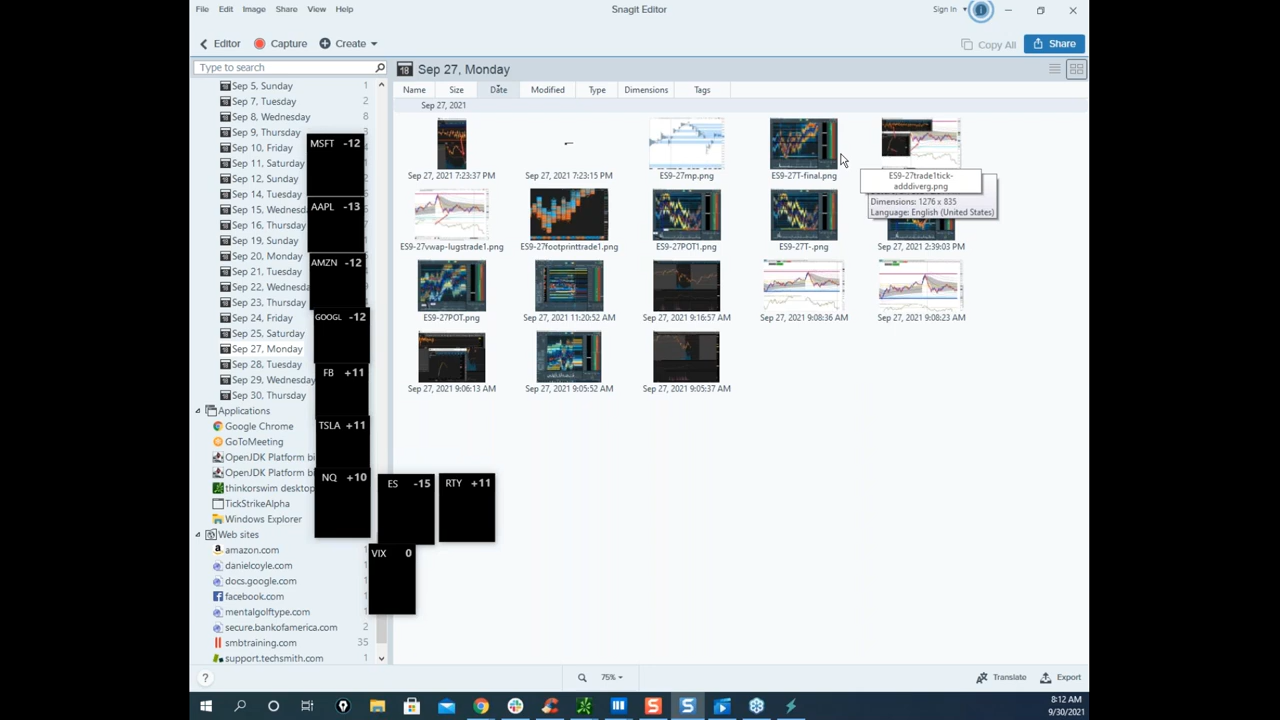 File Edit Image Share View Help
Snagit Editor
Sign In
Editor Capture Create
Copy All Share
Type to search
Sep 27, Monday
Name Size Date Modified Type Dimensions Tags
Sep 27, 2021
Sep 5, Sunday 1
Sep 7, Tuesday 2
Sep 8, Wednesday 8
Sep 9, Thursday
Sep 10, Friday
Sep 11, Saturday
Sep 12, Sunday
Sep 14, Tuesday
Sep 15, Wednesd
Sep 16, Thursday
Sep 19, Sunday
Sep 20, Monday
Sep 21, Tuesday
Sep 22, Wednesd
Sep 23, Thursday
Sep 24, Friday
Sep 25, Saturday
Sep 27, Monday
Sep 28, Tuesday
Sep 29, Wednesda
Sep 30, Thursday
Applications
Google Chrome
GoToMeeting
OpenJDK Platform bi
OpenJDK Platform b
thinkorswim desktop
TickStrikeAlpha
Windows Explorer
Web sites
amazon.com 1
danielcoyle.com 1
docs.google.com 1
facebook.com 1
mentalgolftype.com 1
secure.bankofamerica.com 2
smbtraining.com 35
support.techsmith.com 1
MSFT -12
AAPL -13
AMZN -12
GOOGL -12
FB +11
TSLA +11
NQ +10
ES -15
RTY +11
VIX 0
Sep 27, 2021 7:23:37 PM
Sep 27, 2021 7:23:15 PM
ES9-27mp.png
ES9-27T-final.png
ES9-27trade1tick-
adddiverg.png
Dimensions: 1276 x 835
Language: English (United States)
ES9-27vwap-lugstrade1.png
ES9-27footprinttrade1.png
ES9-27POT1.png
ES9-27T-.png
Sep 27, 2021 2:39:03 PM
ES9-27POT.png
Sep 27, 2021 11:20:52 AM
Sep 27, 2021 9:16:57 AM
Sep 27, 2021 9:08:36 AM
Sep 27, 2021 9:08:23 AM
Sep 27, 2021 9:06:13 AM
Sep 27, 2021 9:05:52 AM
Sep 27, 2021 9:05:37 AM
75%
Translate Export
8:12 AM
9/30/2021